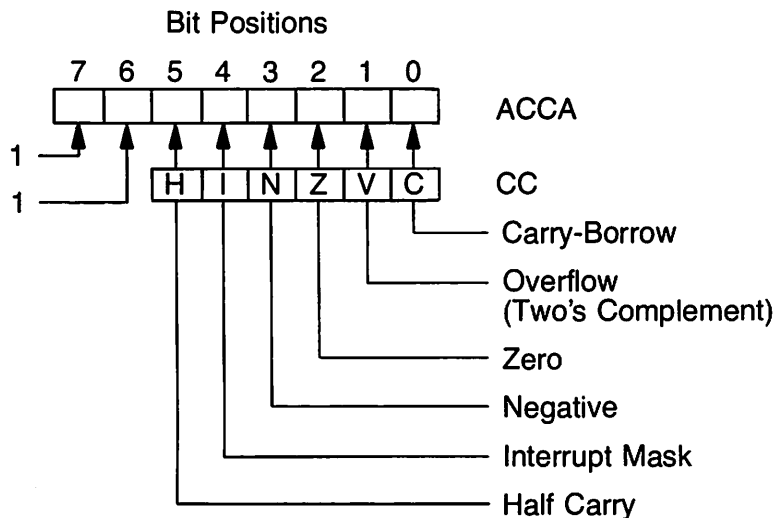 Bit Positions
7 6 5 4 3 2 1 0
ACCA
1
H I N Z V C
CC
1
Carry-Borrow
Overflow
(Two's Complement)
Zero
Negative
Interrupt Mask
Half Carry